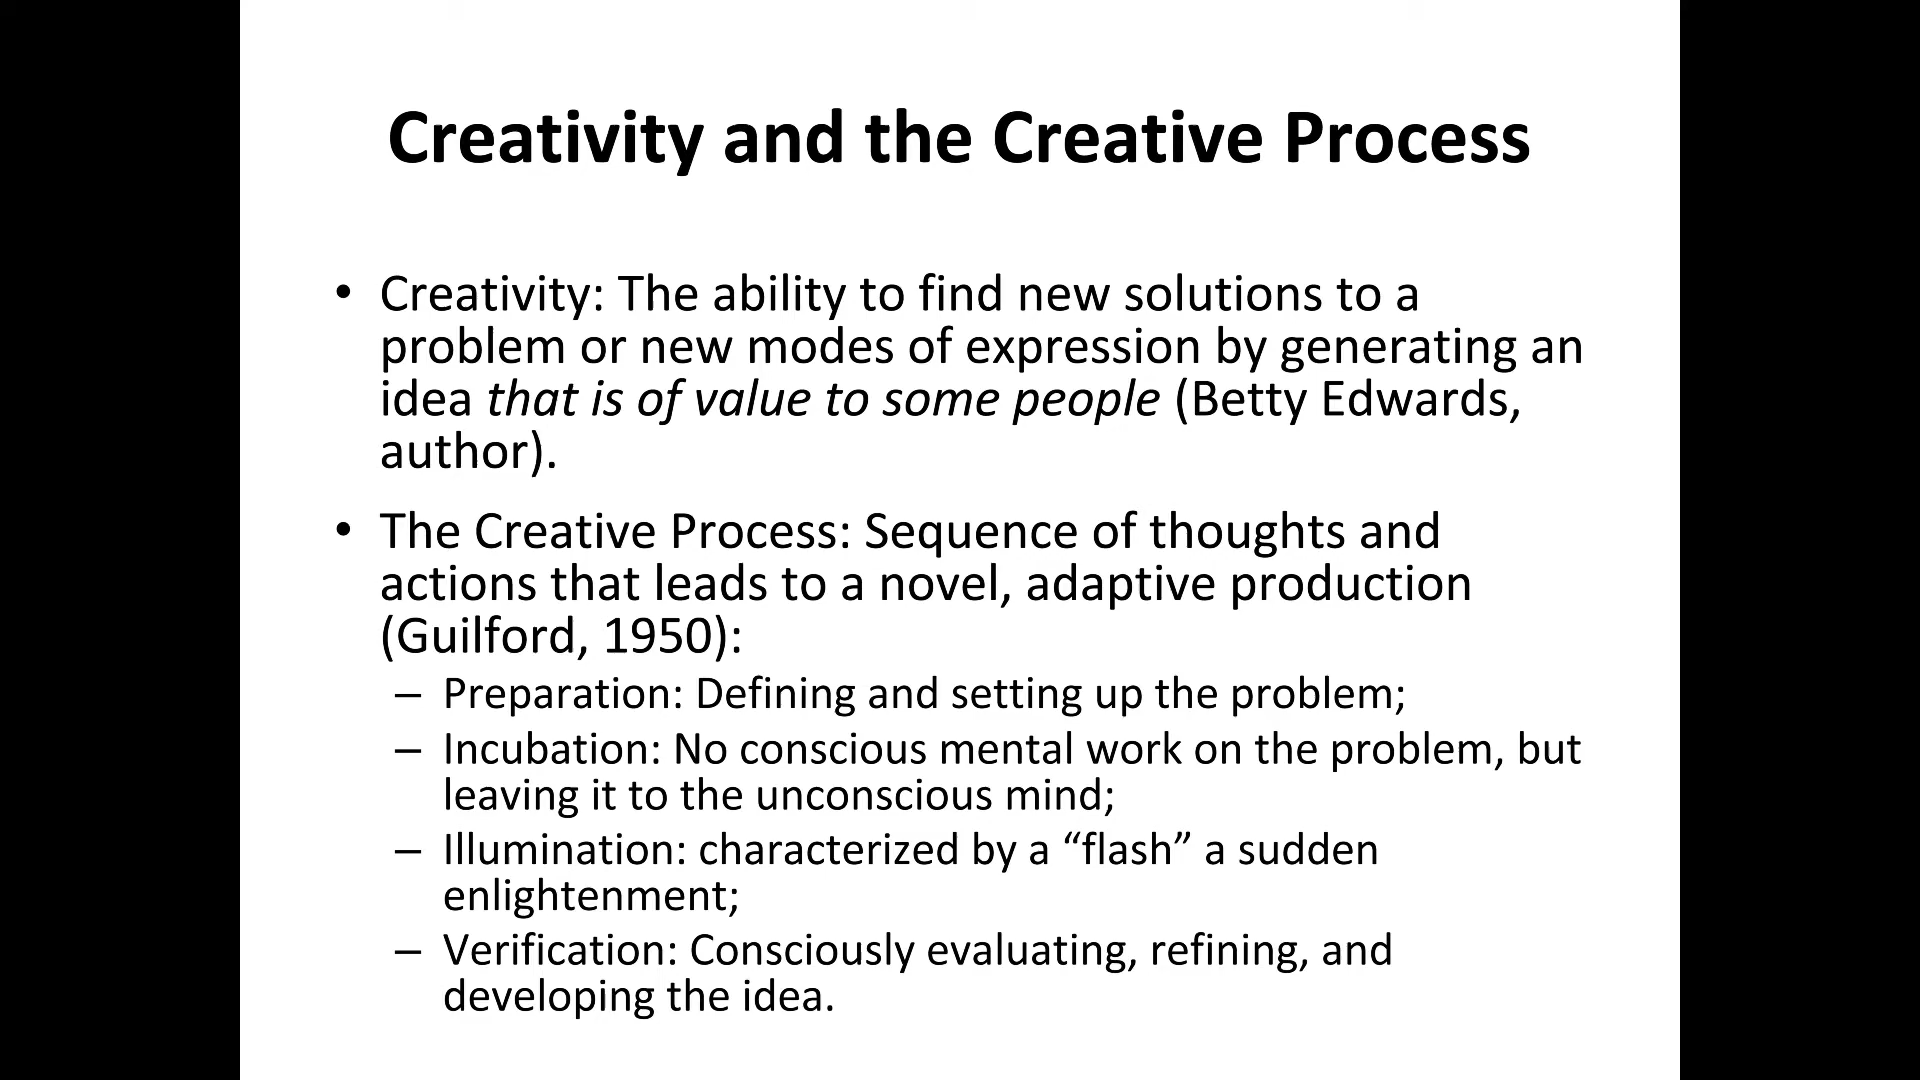 Creativity and the Creative Process
• Creativity: The ability to find new solutions to a
problem or new modes of expression by generating an
idea that is of value to some people (Betty Edwards,
author).
• The Creative Process: Sequence of thoughts and
actions that leads to a novel, adaptive production
(Guilford, 1950):
– Preparation: Defining and setting up the problem;
– Incubation: No conscious mental work on the problem, but
leaving it to the unconscious mind;
– Illumination: characterized by a “flash” a sudden
enlightenment;
– Verification: Consciously evaluating, refining, and
developing the idea.